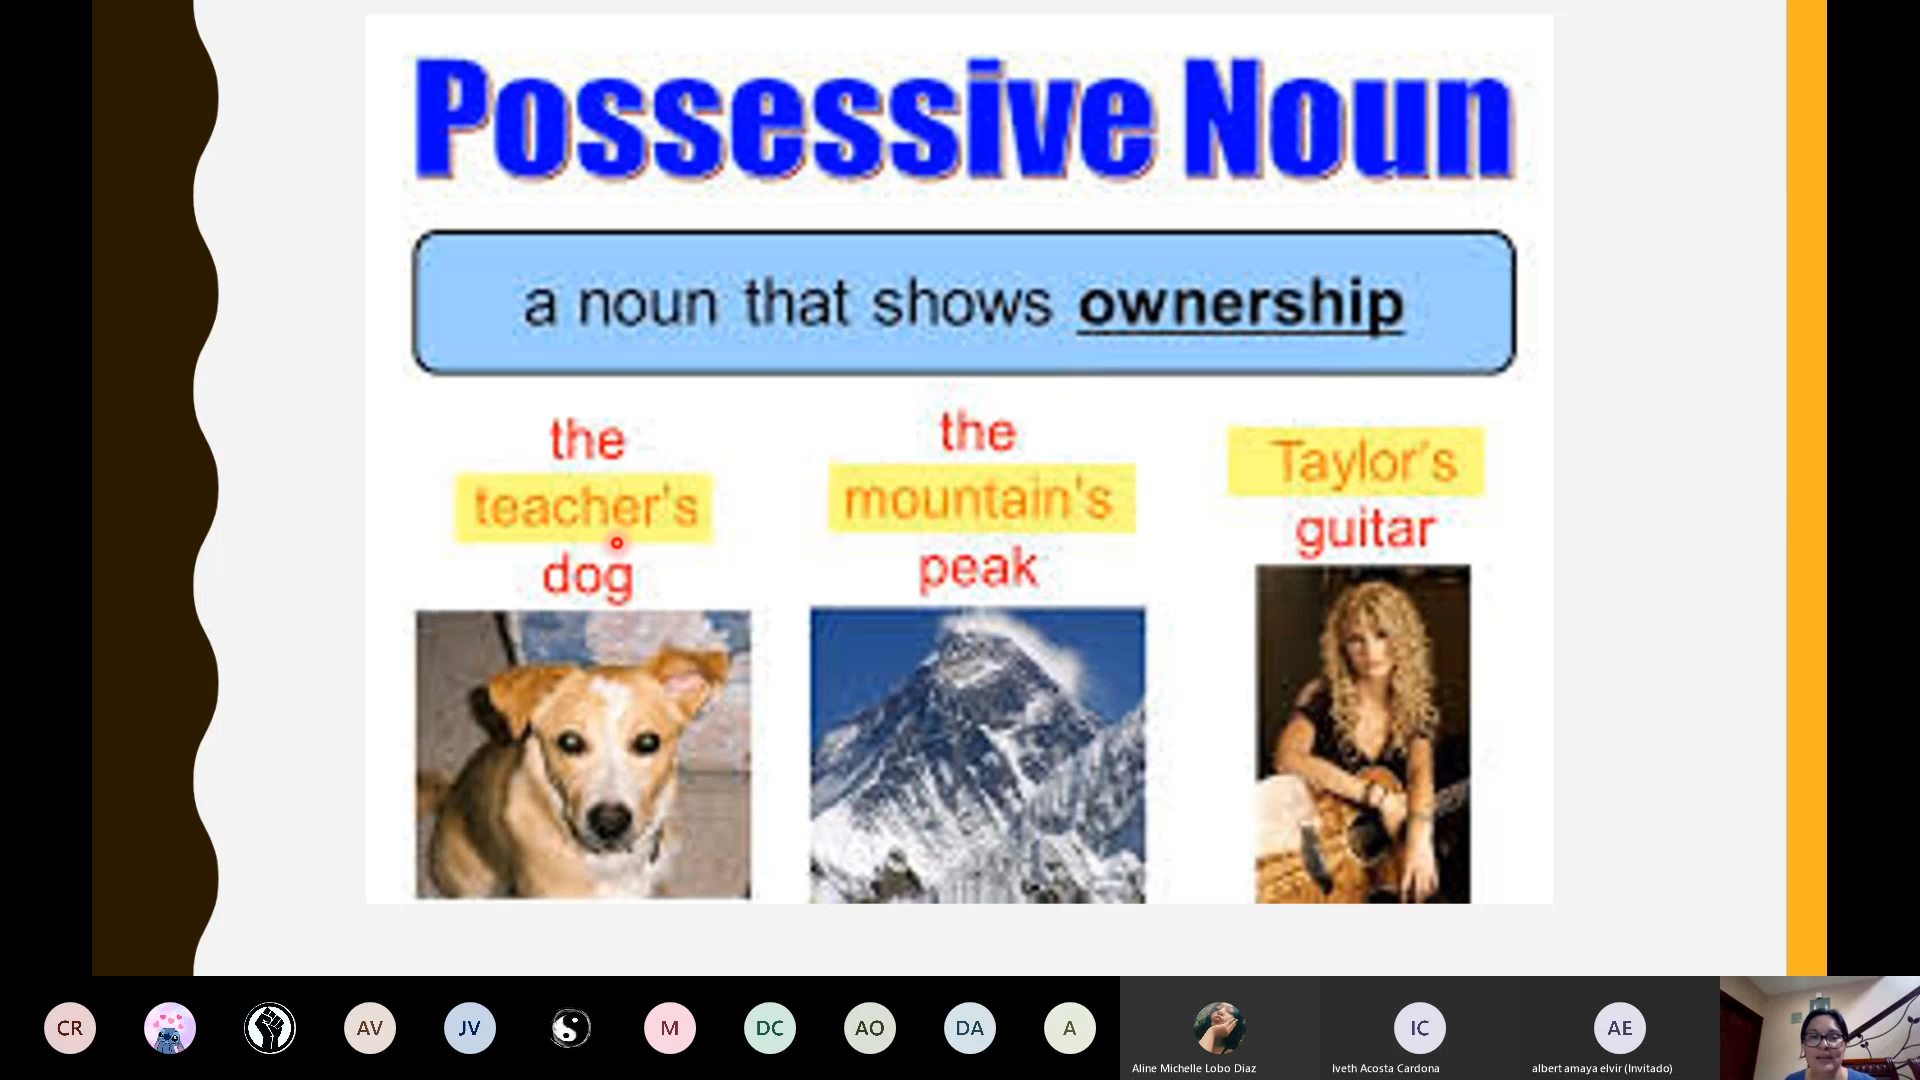 Possessive Noun
a noun that shows ownership
the
teacher's
dog
the
mountain's
peak
Taylor's
guitar
CR
AV
JV
M
DC
AO
DA
A
IC
AE
Aline Michelle Lobo Diaz
Iveth Acosta Cardona
albert amaya elvir (Invitado)